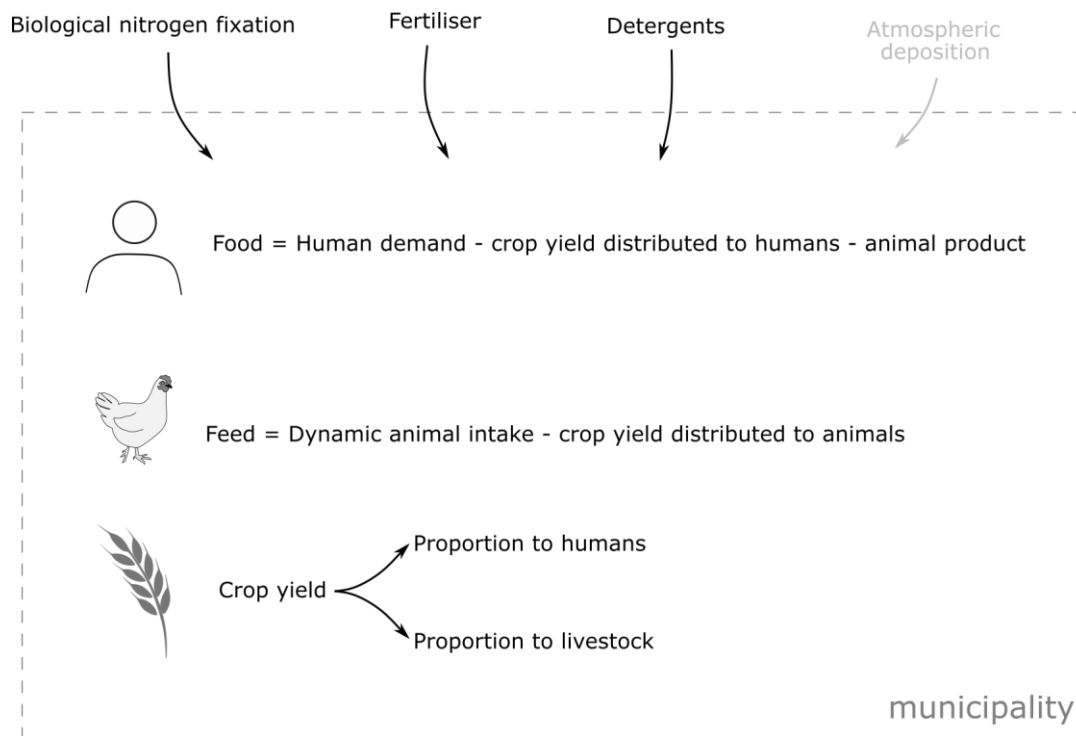 Biological nitrogen fixation
Fertiliser
Detergents
Atmospheric
deposition
Food = Human demand - crop yield distributed to humans - animal product
Feed = Dynamic animal intake - crop yield distributed to animals
Proportion to humans
Crop yield
Proportion to livestock
municipality